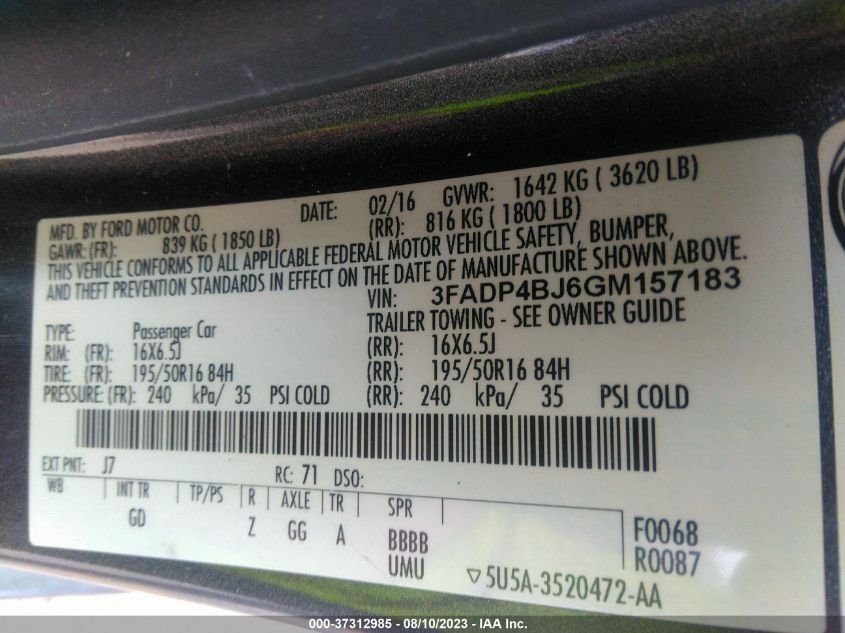 MFD. BY FORD MOTOR CO. DATE: 02/16 GVWR: 1642 KG ( 3620 LB)
GAWR: (FR): 839 KG ( 1850 LB) (RR): 816 KG ( 1800 LB)
THIS VEHICLE CONFORMS TO ALL APPLICABLE FEDERAL MOTOR VEHICLE SAFETY, BUMPER,
AND THEFT PREVENTION STANDARDS IN EFFECT ON THE DATE OF MANUFACTURE SHOWN ABOVE.
VIN: 3FADP4BJ6GM157183
TYPE: Passenger Car TRAILER TOWING - SEE OWNER GUIDE
RIM: (FR): 16X6.5J (RR): 16X6.5J
TIRE: (FR): 195/50R16 84H (RR): 195/50R16 84H
PRESSURE: (FR): 240 kPa/ 35 PSI COLD (RR): 240 kPa/ 35 PSI COLD
EXT PNT: J7 RC: 71 DSO:
WB INT TR TP/PS R AXLE TR SPR
GD Z GG A BBBB F0068
UMU R0087
▽5U5A-3520472-AA
000-37312985 - 08/10/2023 - IAA Inc.